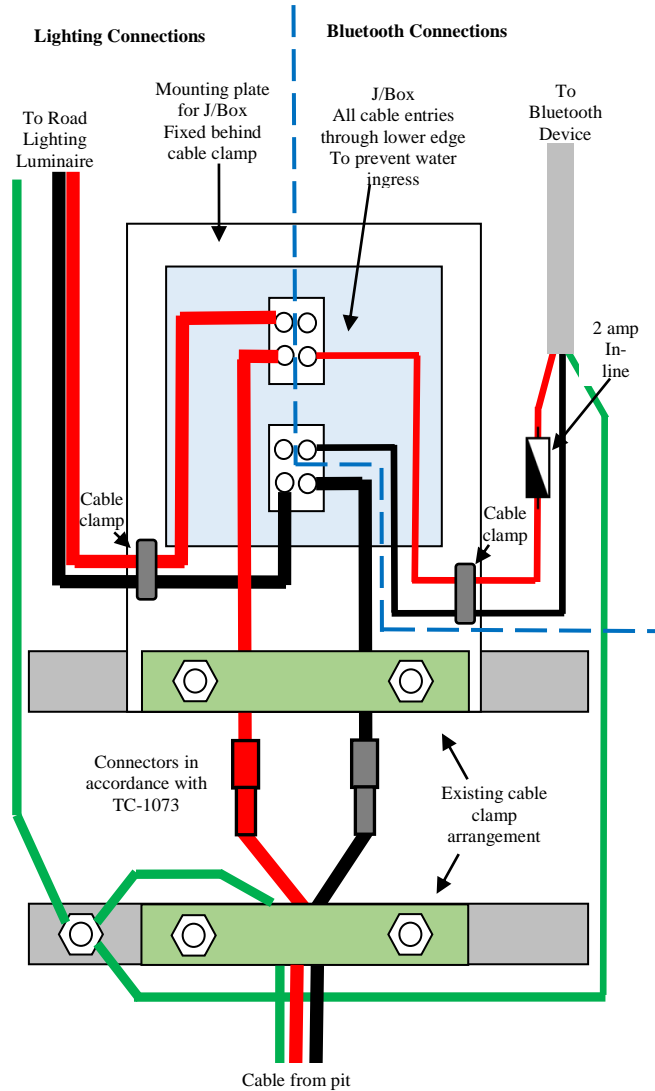 Lighting Connections
Bluetooth Connections
Mounting plate
for J/Box
Fixed behind
cable clamp
J/Box
All cable entries
through lower edge
To prevent water
ingress
To
Bluetooth
Device
To Road
Lighting
Luminaire
2 amp
In-
line
Cable
clamp
Cable
clamp
Connectors in
accordance with
TC-1073
Existing cable
clamp
arrangement
Cable from pit